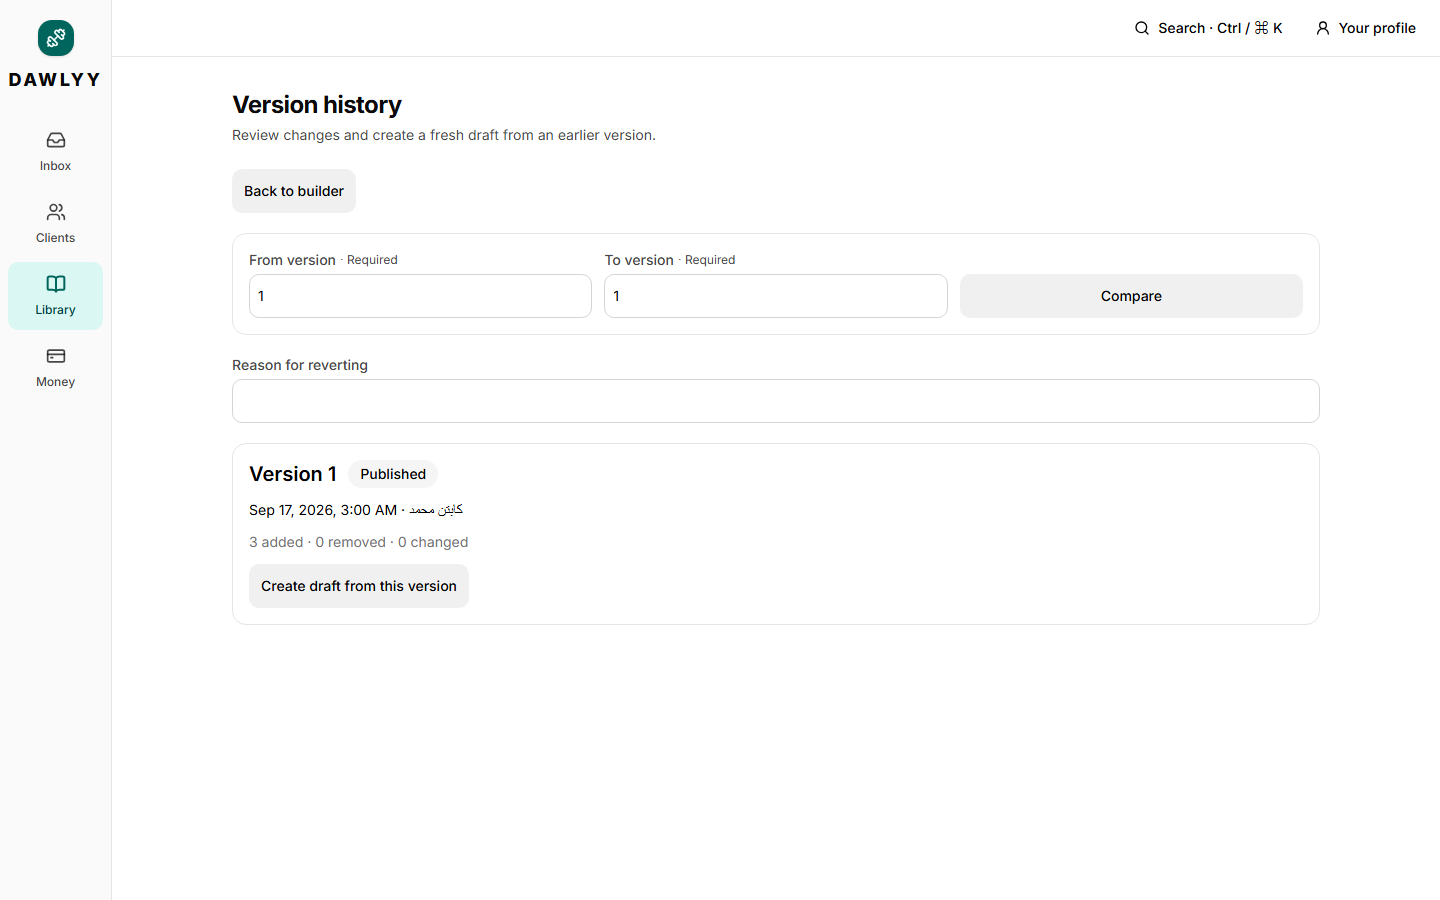 DAWLYY
Inbox
Clients
Library
Money
Search · Ctrl / ⌘ K
Your profile
Version history
Review changes and create a fresh draft from an earlier version.
Back to builder
From version · Required
To version · Required
1
1
Compare
Reason for reverting
Version 1
Published
Sep 17, 2026, 3:00 AM · كابتن محمد
3 added · 0 removed · 0 changed
Create draft from this version